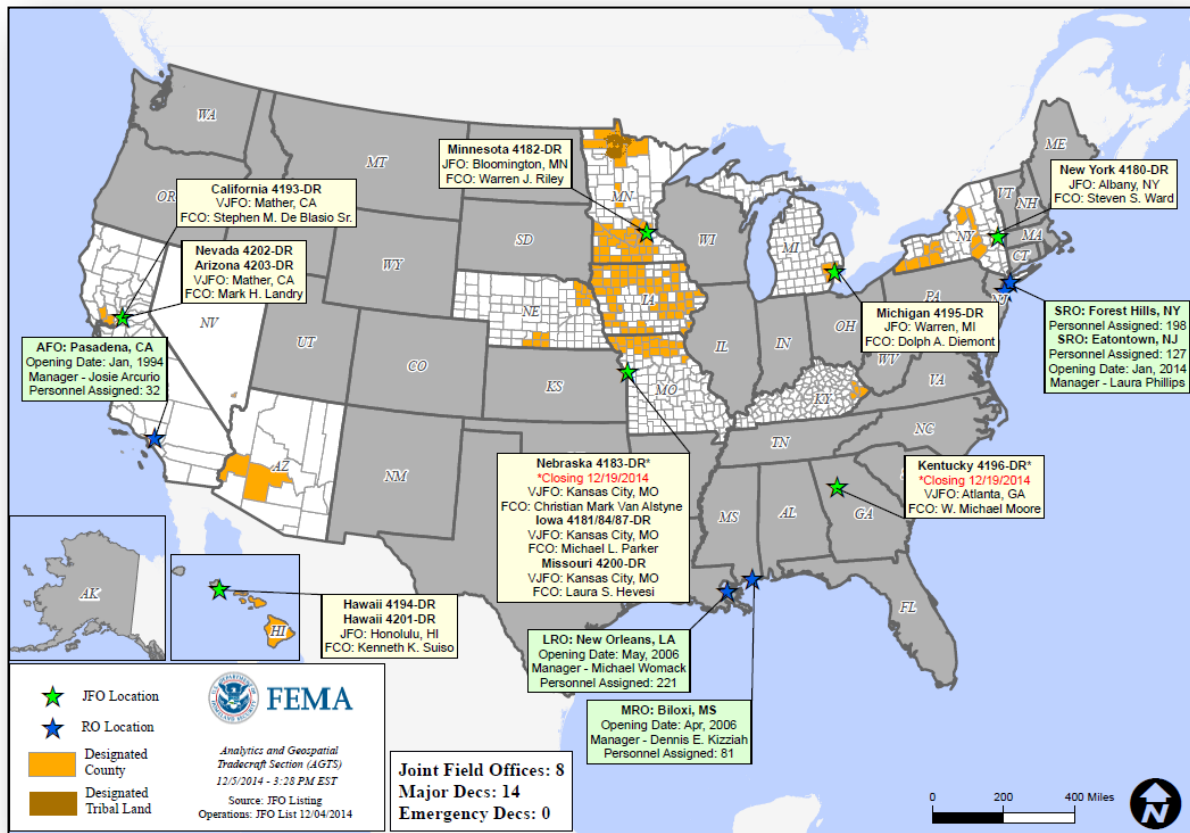 WA
MT
ME
Minnesota 4182-DR
JFO: Bloomington, MN
FCO: Warren J. Riley
New York 4180-DR
JFO: Albany, NY
FCO: Steven S. Ward
OR
California 4193-DR
VJFO: Mather, CA
FCO: Stephen M. De Blasio Sr.
MN
VT
NH
SD
WI
MI
NY
MA
CT
Nevada 4202-DR
Arizona 4203-DR
VJFO: Mather, CA
FCO: Mark H. Landry
WY
NE
IA
PA
NJ
NV
UT
CO
KS
MO
IL
IN
OH
WV
VA
KY
Michigan 4195-DR
JFO: Warren, MI
FCO: Dolph A. Diemont
SRO: Forest Hills, NY
Personnel Assigned: 198
SRO: Eatontown, NJ
Personnel Assigned: 127
Opening Date: Jan, 2014
Manager - Laura Phillips
AFO: Pasadena, CA
Opening Date: Jan, 1994
Manager - Josie Arcurio
Personnel Assigned: 32
AZ
NM
TN
NC
Nebraska 4183-DR*
*Closing 12/19/2014
VJFO: Kansas City, MO
FCO: Christian Mark Van Alstyne
Iowa 4181/84/87-DR
VJFO: Kansas City, MO
FCO: Michael L. Parker
Missouri 4200-DR
VJFO: Kansas City, MO
FCO: Laura S. Hevesi
MS
AL
GA
Kentucky 4196-DR*
*Closing 12/19/2014
VJFO: Atlanta, GA
FCO: W. Michael Moore
AK
HI
FL
Hawaii 4194-DR
Hawaii 4201-DR
JFO: Honolulu, HI
FCO: Kenneth K. Suiso
LRO: New Orleans, LA
Opening Date: May, 2006
Manager - Michael Womack
Personnel Assigned: 221
MRO: Biloxi, MS
Opening Date: Apr, 2006
Manager - Dennis E. Kizziah
Personnel Assigned: 81
JFO Location
RO Location
Designated
County
Designated
Tribal Land
FEMA
Analytics and Geospatial
Tradecraft Section (AGTS)
12/5/2014 - 3:28 PM EST
Source: JFO Listing
Operations: JFO List 12/04/2014
Joint Field Offices: 8
Major Decs: 14
Emergency Decs: 0
0 200 400 Miles
N